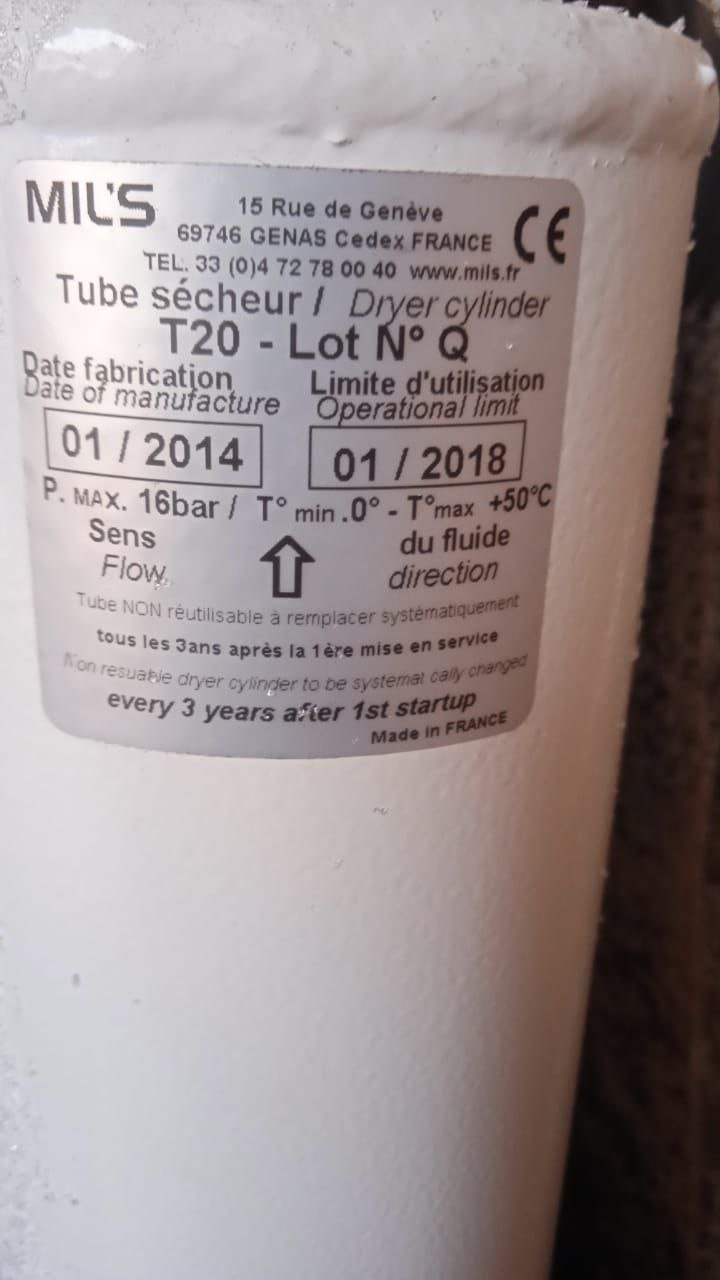 MIL'S
15 Rue de Genève
69746 GENAS Cedex FRANCE
CE
TEL. 33 (0)4 72 78 00 40 www.mils.fr
Tube sécheur / Dryer cylinder
T20 - Lot N° Q
Date fabrication
Date of manufacture
Limite d'utilisation
Operational limit
01 / 2014
01 / 2018
P. MAX. 16bar / T° min .0° - T°max +50°C
Sens du fluide
Flow direction
Tube NON réutilisable à remplacer systématiquement
tous les 3ans après la 1ère mise en service
Non resuable dryer cylinder to be systemat cally changed
every 3 years after 1st startup
Made in FRANCE